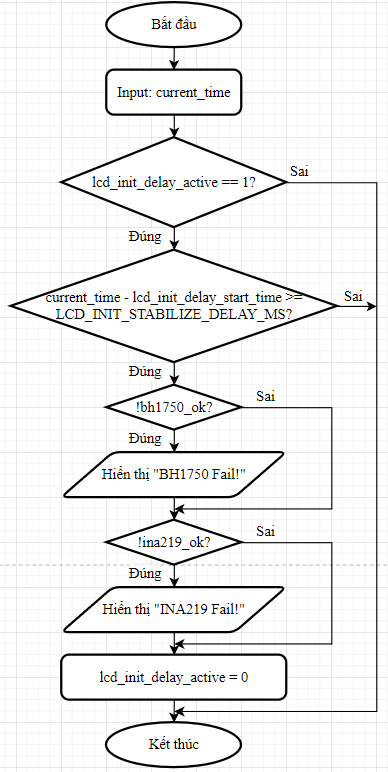 Bắt đầu
Input: current_time
lcd_init_delay_active == 1?
Sai
Đúng
current_time - lcd_init_delay_start_time >=
LCD_INIT_STABILIZE_DELAY_MS?
Sai
Đúng
!bh1750_ok?
Sai
Đúng
Hiển thị "BH1750 Fail!"
!ina219_ok?
Sai
Đúng
Hiển thị "INA219 Fail!"
lcd_init_delay_active = 0
Kết thúc